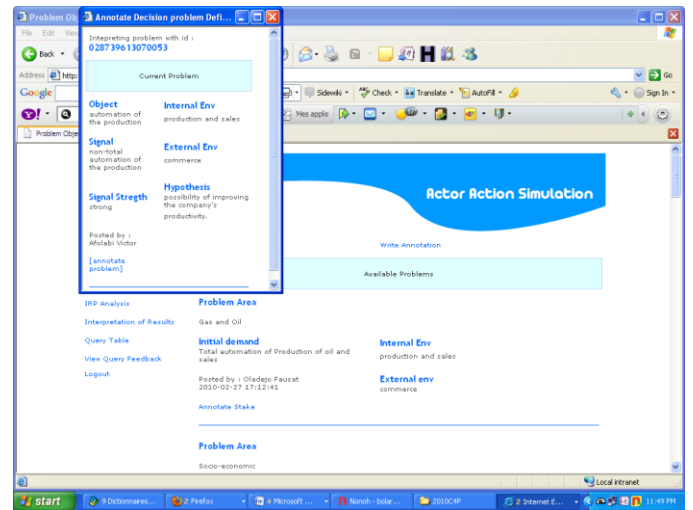 Problem Ob
Annotate Decision problem Defi...
File Edit View
Intepreting problem with id :
028739613070053
Current Problem
Object
automation of
the production
Internal Env
production and sales
Signal
non-total
automation of
the production
External Env
commerce
Signal Stregth
strong
Hypothesis
possibility of improving
the company's
productivity.
Posted by :
Afolabi Victor
[annotate
problem]
Back
Address http:
Go
Google
Sidewiki
Check
Translate
AutoFill
Sign In
Y!
Mes applis
Problem Obje
Actor Action Simulation
Write Annotation
Available Problems
IRP Analysis
Interpretation of Results
Query Table
View Query Feedback
Logout
Problem Area
Gas and Oil
Initial demand
Total automation of Production of oil and
sales
Internal Env
production and sales
Posted by : Oladejo Fausat
2010-02-27 17:12:41
External env
commerce
Annotate Stake
Problem Area
Socio-economic
Local intranet
start
9 Dictionnaires...
2 Firefox
4 Microsoft ...
Nonoh - bolar...
2010C4P
2 Internet E...
11:49 PM